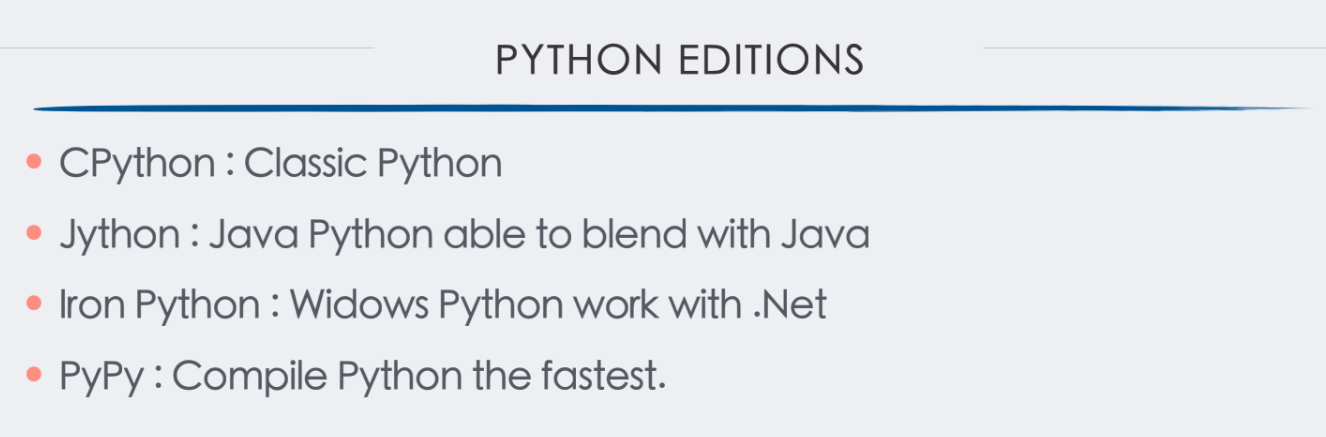 PYTHON EDITIONS
• CPython : Classic Python
• Jython : Java Python able to blend with Java
• Iron Python : Widows Python work with .Net
• PyPy : Compile Python the fastest.